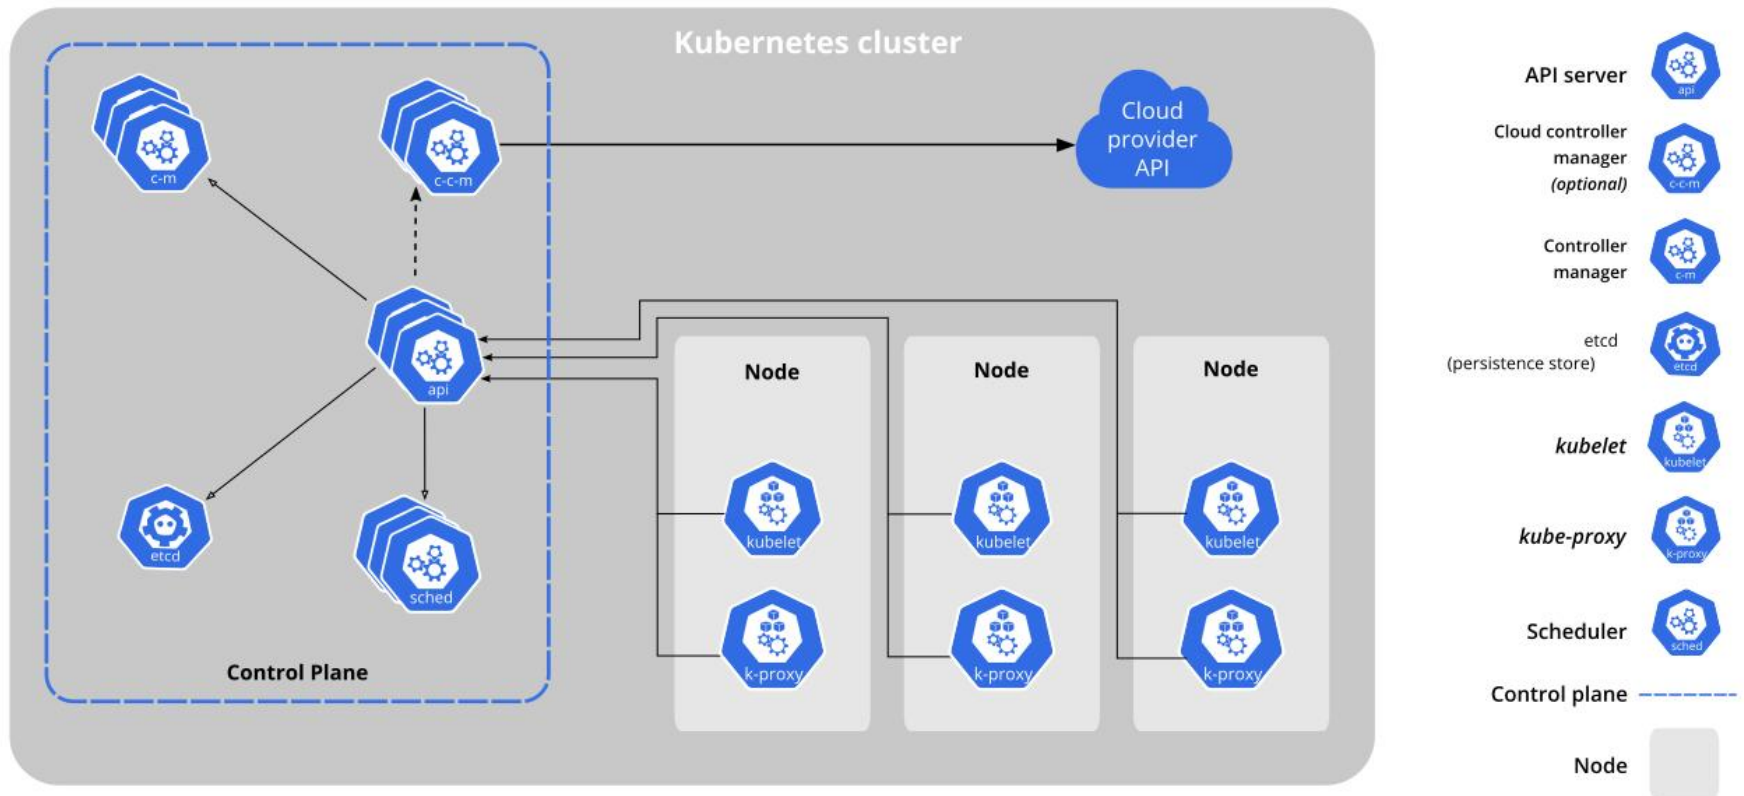 Kubernetes cluster
c-m
c-c-m
Cloud
provider
API
api
etcd
sched
Control Plane
Node
kubelet
k-proxy
Node
kubelet
k-proxy
Node
kubelet
k-proxy
API server
api
Cloud controller
manager
(optional)
c-c-m
Controller
manager
c-m
etcd
(persistence store)
etcd
kubelet
kubelet
kube-proxy
k-proxy
Scheduler
sched
Control plane
Node